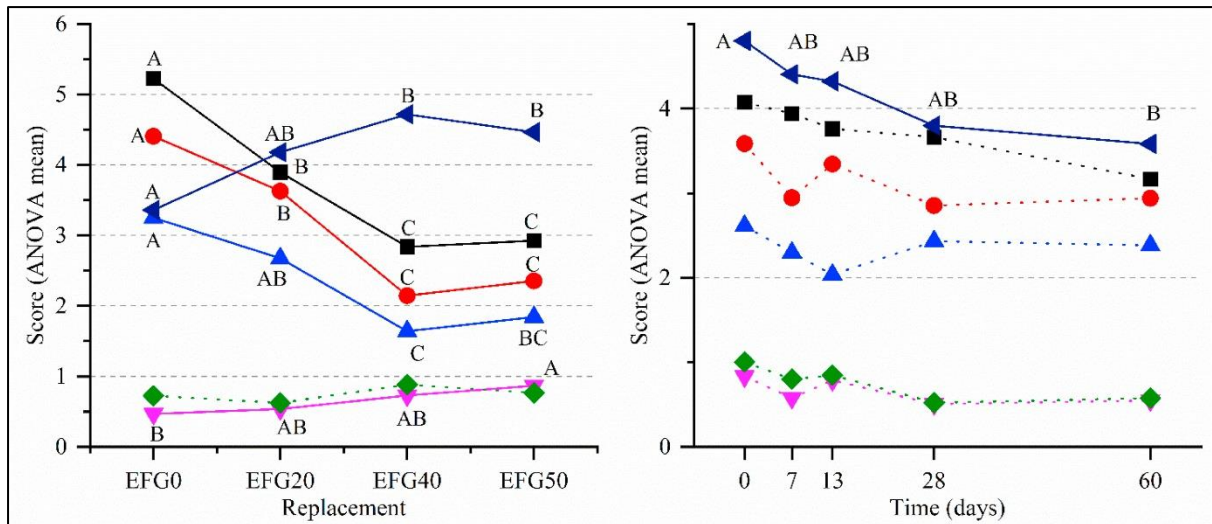 6
5
4
3
2
1
0
Score (ANOVA mean)
A
A
A
A
B
AB
B
B
AB
AB
B
C
C
C
AB
B
C
C
BC
A
EFG0 EFG20 EFG40 EFG50
Replacement
4
2
0
Score (ANOVA mean)
A
AB
AB
AB
B
0 7 13 28 60
Time (days)